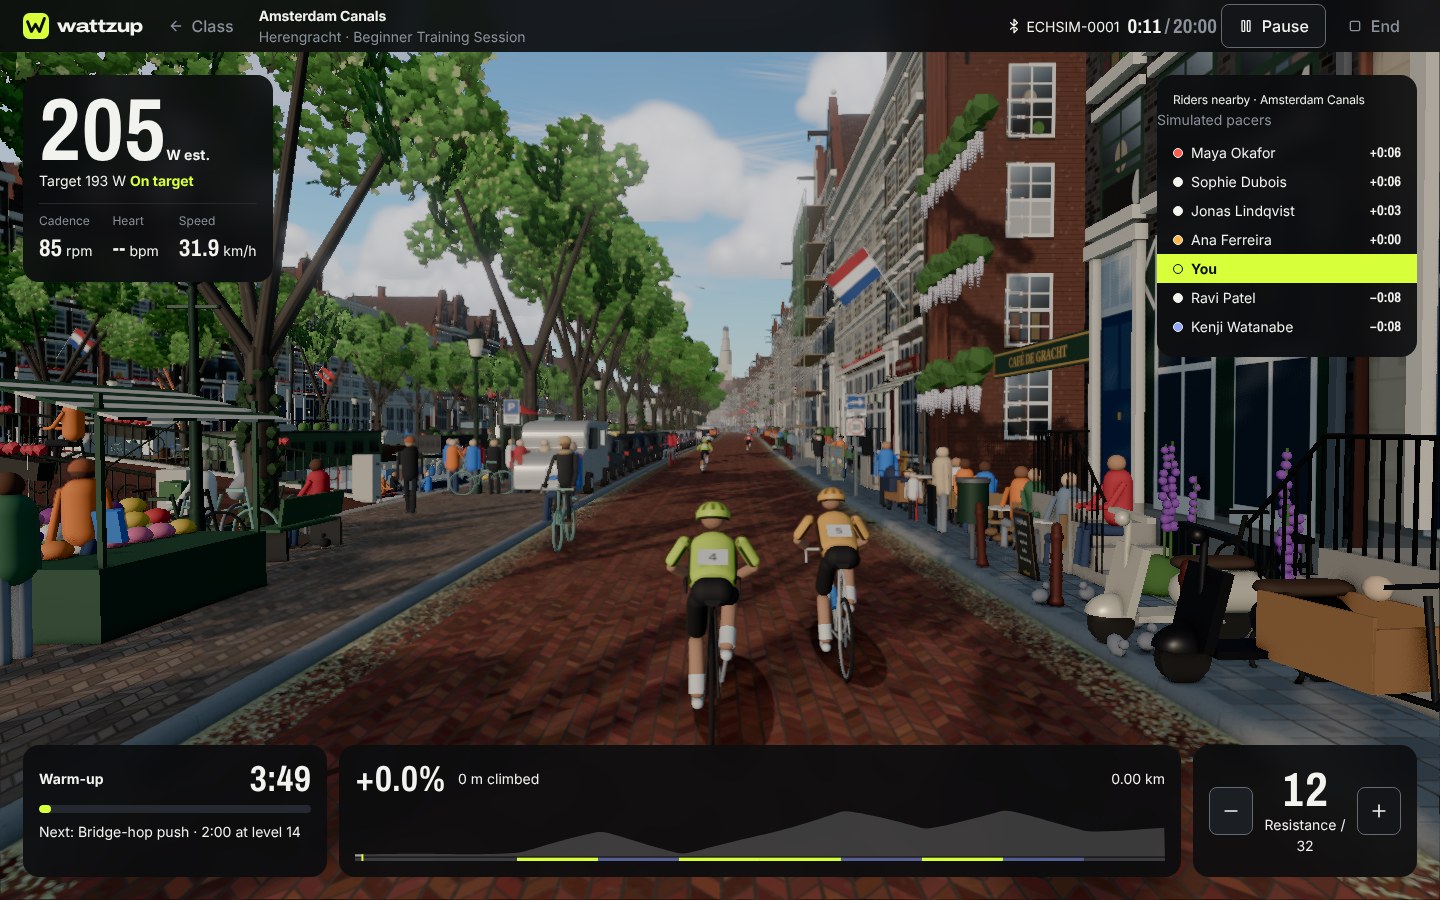 wattzup
Class
Amsterdam Canals
Herengracht · Beginner Training Session
ECHSIM-0001 0:11 / 20:00
Pause
End
205 W est.
Target 193 W On target
Cadence Heart Speed
85 rpm -- bpm 31.9 km/h
Riders nearby · Amsterdam Canals
Simulated pacers
Maya Okafor +0:06
Sophie Dubois +0:06
Jonas Lindqvist +0:03
Ana Ferreira +0:00
You
Ravi Patel −0:08
Kenji Watanabe −0:08
CAFÉ DE GRACHT
P
4
5
Warm-up 3:49
Next: Bridge-hop push · 2:00 at level 14
+0.0% 0 m climbed 0.00 km
−
12
+
Resistance /
32